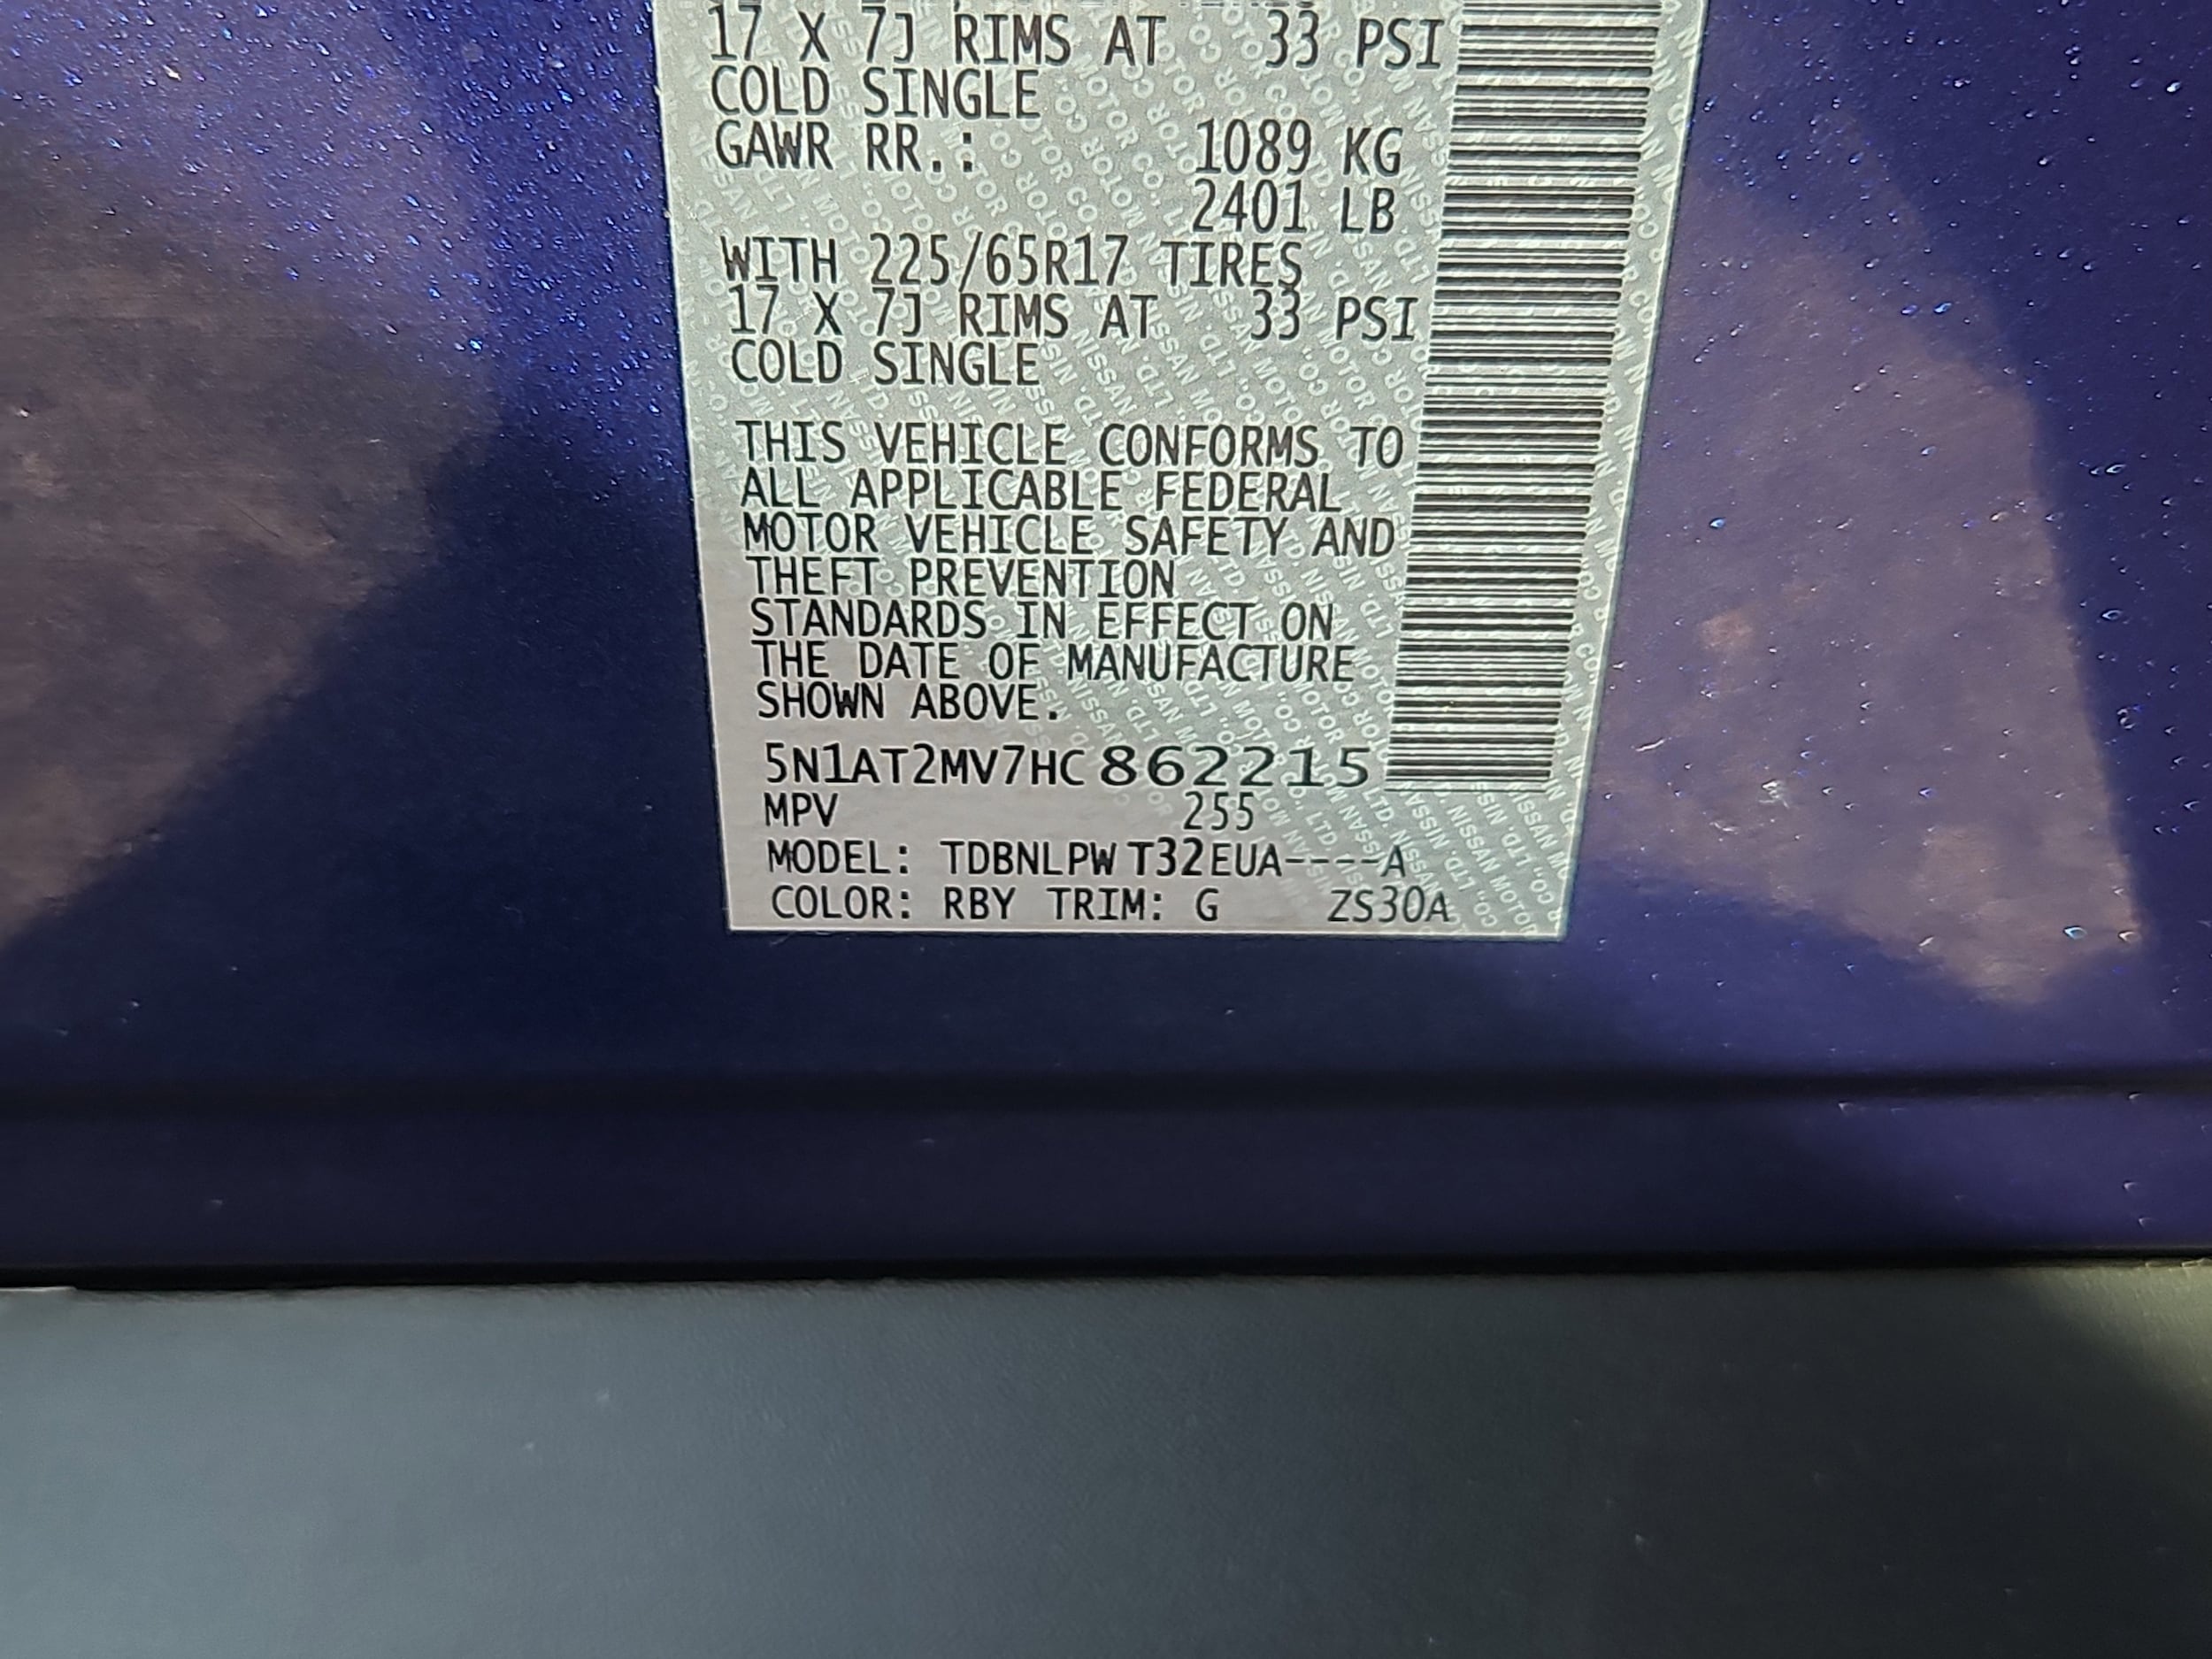 17 X 7J RIMS AT 33 PSI
COLD SINGLE
GAWR RR.: 1089 KG
2401 LB
WITH 225/65R17 TIRES
17 X 7J RIMS AT 33 PSI
COLD SINGLE
THIS VEHICLE CONFORMS TO
ALL APPLICABLE FEDERAL
MOTOR VEHICLE SAFETY AND
THEFT PREVENTION
STANDARDS IN EFFECT ON
THE DATE OF MANUFACTURE
SHOWN ABOVE.
5N1AT2MV7HC862215
MPV 255
MODEL: TDBNLPWT32EUA----A
COLOR: RBY TRIM: G ZS30A